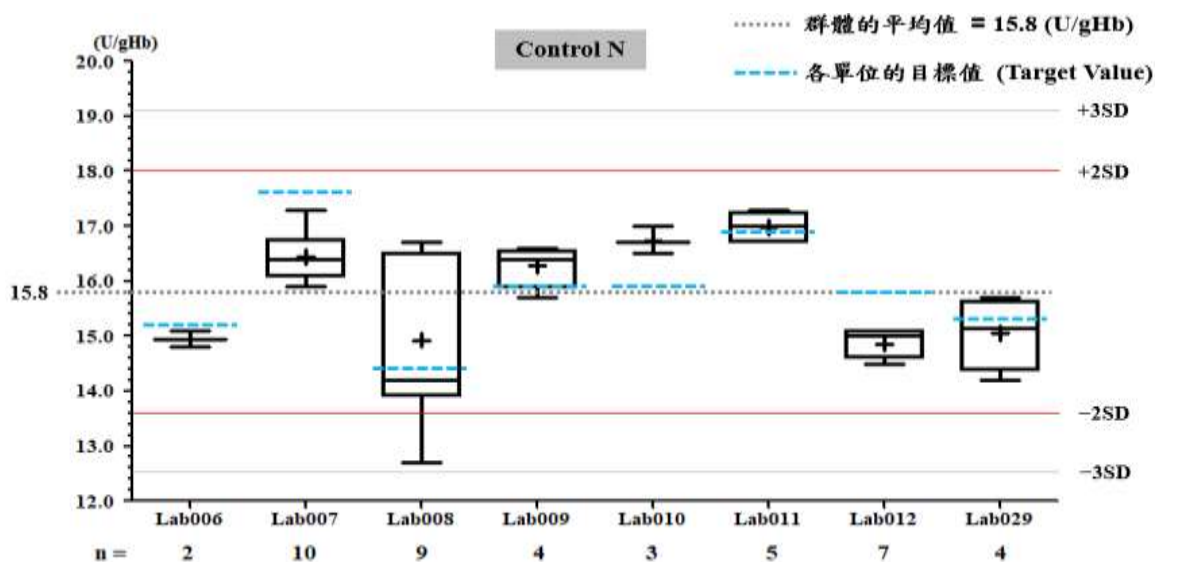 群體的平均值 = 15.8 (U/gHb)
各單位的目標值 (Target Value)
(U/gHb)
Control N
20.0
+3SD
19.0
+2SD
18.0
17.0
16.0
15.8
15.0
14.0
−2SD
13.0
−3SD
12.0
Lab006 Lab007 Lab008 Lab009 Lab010 Lab011 Lab012 Lab029
n = 2 10 9 4 3 5 7 4